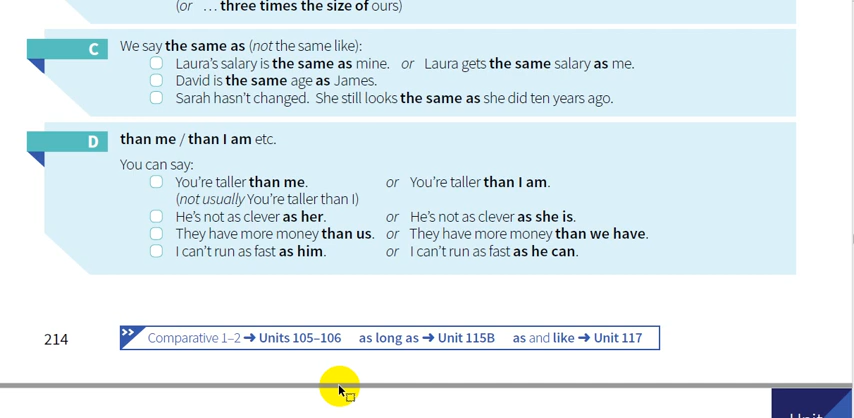 (or … three times the size of ours)
C We say the same as (not the same like):
Laura's salary is the same as mine. or Laura gets the same salary as me.
David is the same age as James.
Sarah hasn't changed. She still looks the same as she did ten years ago.
D than me / than I am etc.
You can say:
You're taller than me. or You're taller than I am.
(not usually You're taller than I)
He's not as clever as her. or He's not as clever as she is.
They have more money than us. or They have more money than we have.
I can't run as fast as him. or I can't run as fast as he can.
214 Comparative 1–2 ➜ Units 105–106 as long as ➜ Unit 115B as and like ➜ Unit 117
Unit